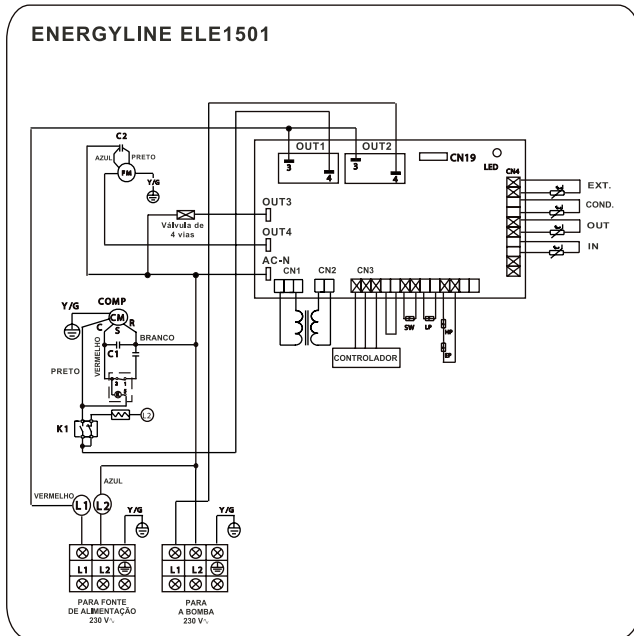 ENERGYLINE ELE1501
C2
AZUL
PRETO
FM
Y/G
OUT1
OUT2
3
4
3
4
CN19
LED
CN4
EXT.
COND.
OUT
IN
OUT3
Válvula de
4 vias
OUT4
AC-N
CN1
CN2
CN3
SW
LP
HP
EP
CONTROLADOR
Y/G
COMP
CM
C
S
R
BRANCO
VERMELHO
C1
PRETO
K1
L2
AZUL
VERMELHO
L1
L2
Y/G
Y/G
L1
L2
L1
L2
PARA FONTE
DE ALIMENTAÇÃO
230 V~
PARA
A BOMBA
230 V~